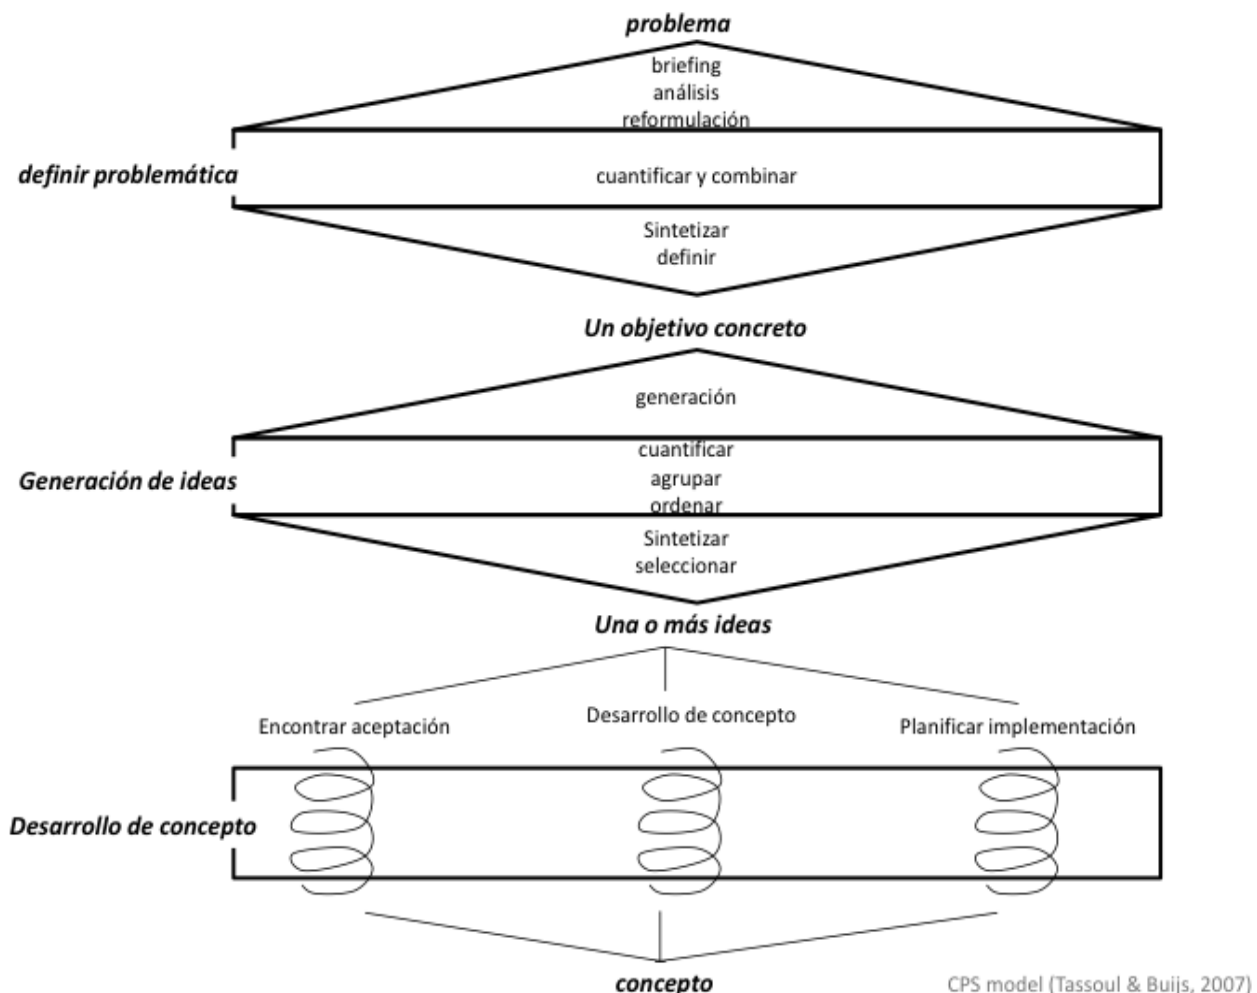 problema
briefing
análisis
reformulación
definir problemática
cuantificar y combinar
Sintetizar
definir
Un objetivo concreto
generación
cuantificar
Generación de ideas
agrupar
ordenar
Sintetizar
seleccionar
Una o más ideas
Encontrar aceptación
Desarrollo de concepto
Planificar implementación
Desarrollo de concepto
concepto
CPS model (Tassoul & Buijs, 2007)